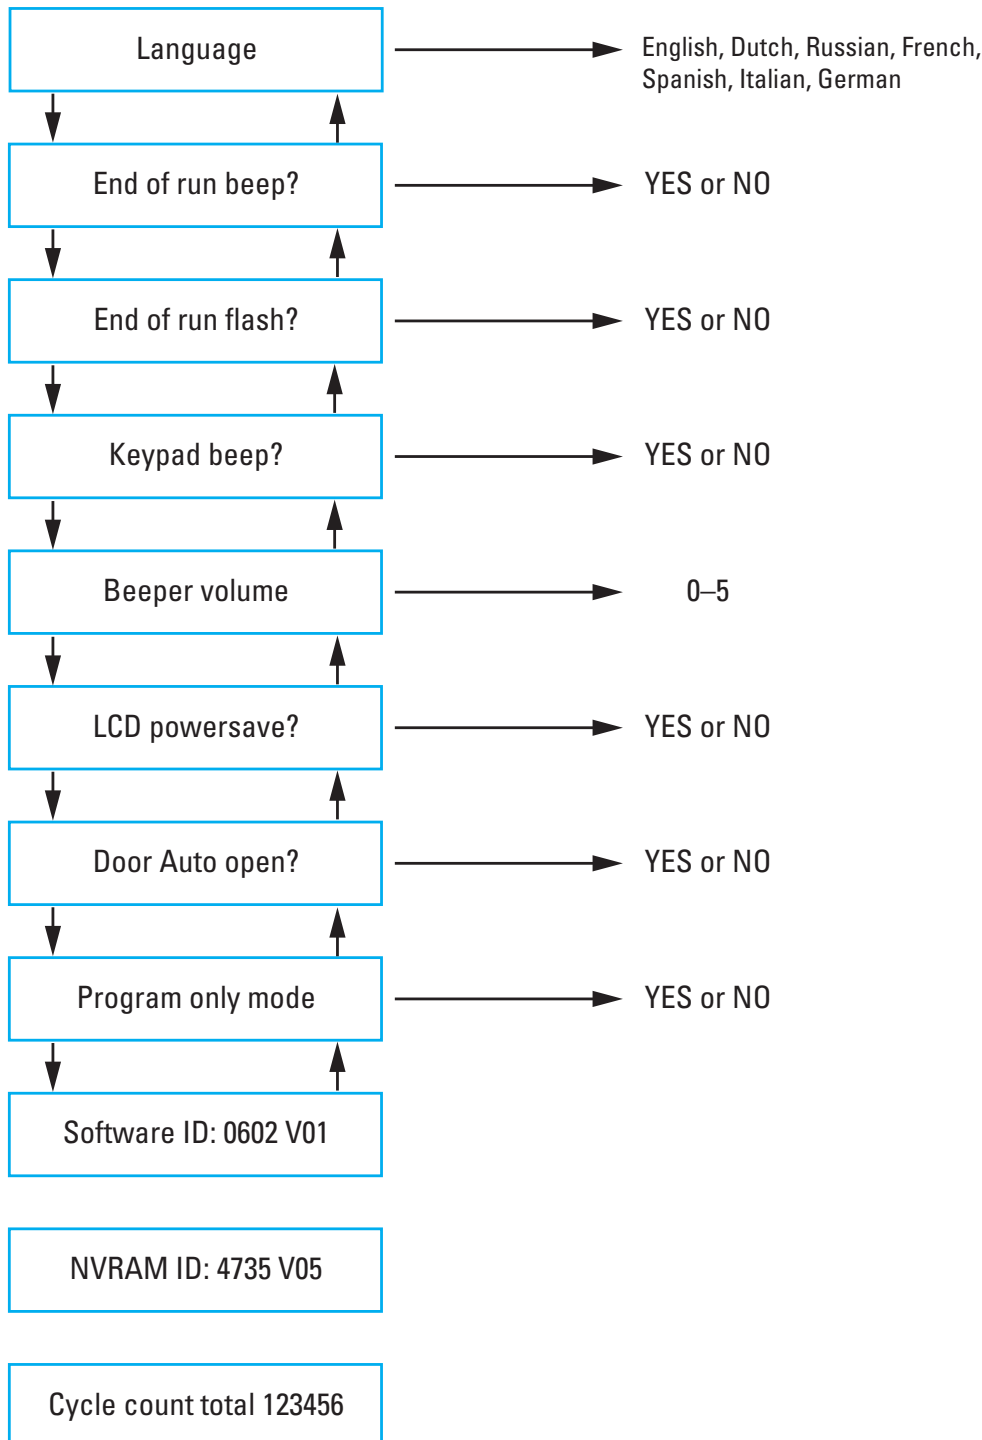 Language
English, Dutch, Russian, French,
Spanish, Italian, German
End of run beep?
YES or NO
End of run flash?
YES or NO
Keypad beep?
YES or NO
Beeper volume
0–5
LCD powersave?
YES or NO
Door Auto open?
YES or NO
Program only mode
YES or NO
Software ID: 0602 V01
NVRAM ID: 4735 V05
Cycle count total 123456